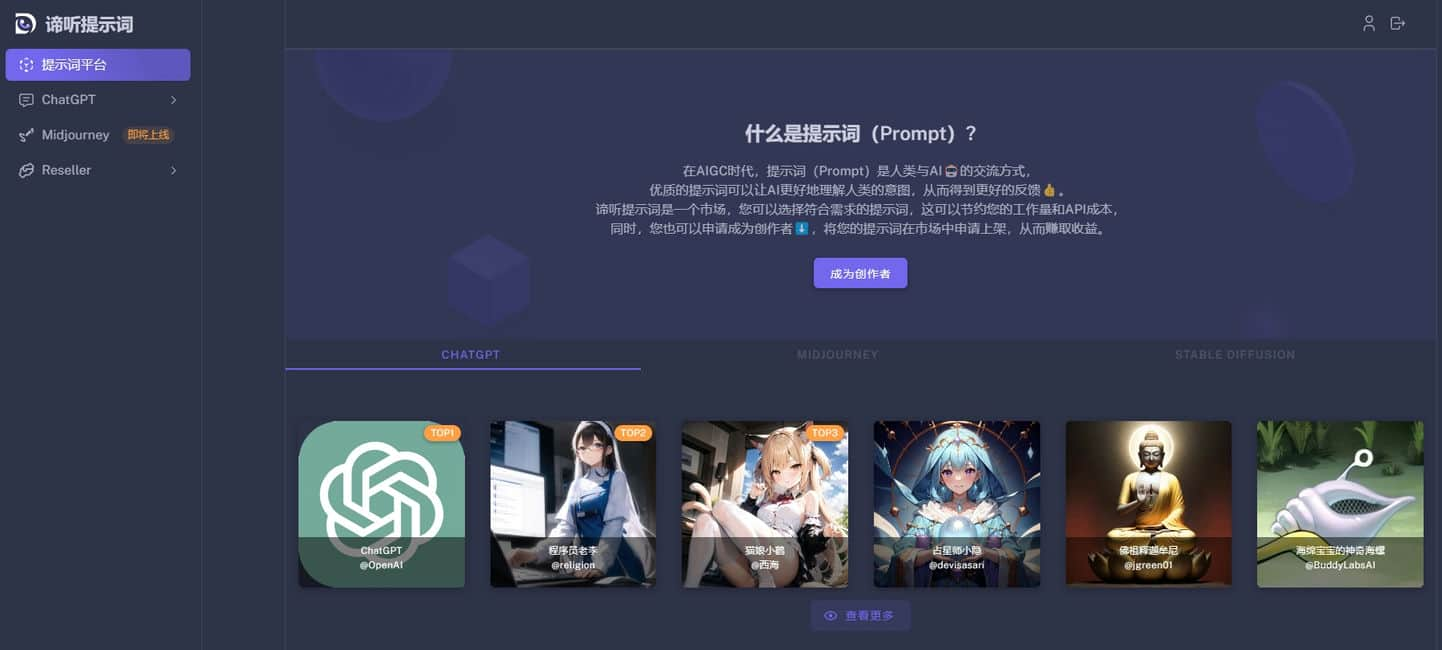 谛听提示词
提示词平台
ChatGPT
Midjourney 即将上线
Reseller
什么是提示词（Prompt）?
在AIGC时代，提示词（Prompt）是人类与AI🤖的交流方式，
优质的提示词可以让AI更好地理解人类的意图，从而得到更好的反馈👍。
谛听提示词是一个市场，您可以选择符合需求的提示词，这可以节约您的工作量和API成本，
同时，您也可以申请成为创作者⬇️，将您的提示词在市场中申请上架，从而赚取收益。
成为创作者
CHATGPT
MIDJOURNEY
STABLE DIFFUSION
TOP1
ChatGPT
@OpenAI
TOP2
程序员老李
@religion
TOP3
猫娘小鹤
@西海
占星师小隐
@devisasari
佛祖释迦牟尼
@jgreen01
海绵宝宝的神奇海螺
@BuddyLabsAI
查看更多